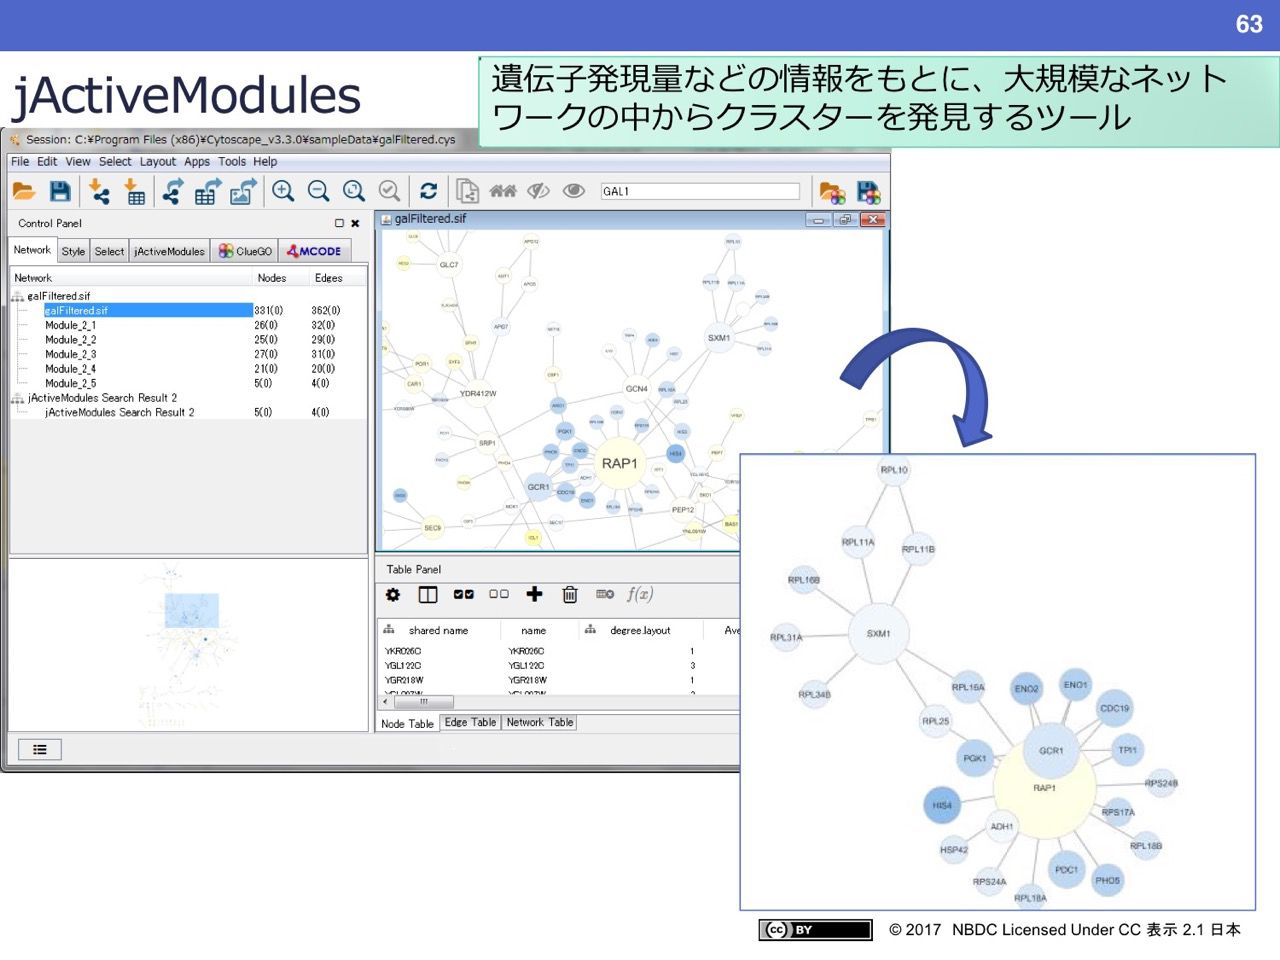 63
jActiveModules
遺伝子発現量などの情報をもとに、大規模なネット
ワークの中からクラスターを発見するツール
Session: C:¥Program Files (x86)¥Cytoscape_v3.3.0¥sampleData¥galFiltered.cys
File Edit View Select Layout Apps Tools Help
GAL1
Control Panel
Network Style Select jActiveModules ClueGO MCODE
Network Nodes Edges
galFiltered.sif
galFiltered.sif 331(0) 362(0)
Module_2_1 26(0) 32(0)
Module_2_2 25(0) 29(0)
Module_2_3 27(0) 31(0)
Module_2_4 21(0) 20(0)
Module_2_5 5(0) 4(0)
jActiveModules Search Result 2
jActiveModules Search Result 2 5(0) 4(0)
galFiltered.sif
GLC7
SXM1
GCN4
YDR412W
SRP1
RAP1
GCR1
PEP12
SEC9
Table Panel
f(x)
shared name name degree.layout Ave
YKR026C YKR026C 1
YGL122C YGL122C 3
YGR218W YGR218W 1
Node Table Edge Table Network Table
RPL10
RPL11A
RPL11B
RPL16B
SXM1
RPL31A
RPL34B
RPL16A
ENO2
ENO1
CDC19
RPL25
PGK1
GCR1
TPI1
RAP1
RPS24B
HIS4
RPS17A
ADH1
HSP42
RPL18B
PDC1
PHO5
RPS24A
RPL18A
cc BY
© 2017 NBDC Licensed Under CC 表示 2.1 日本